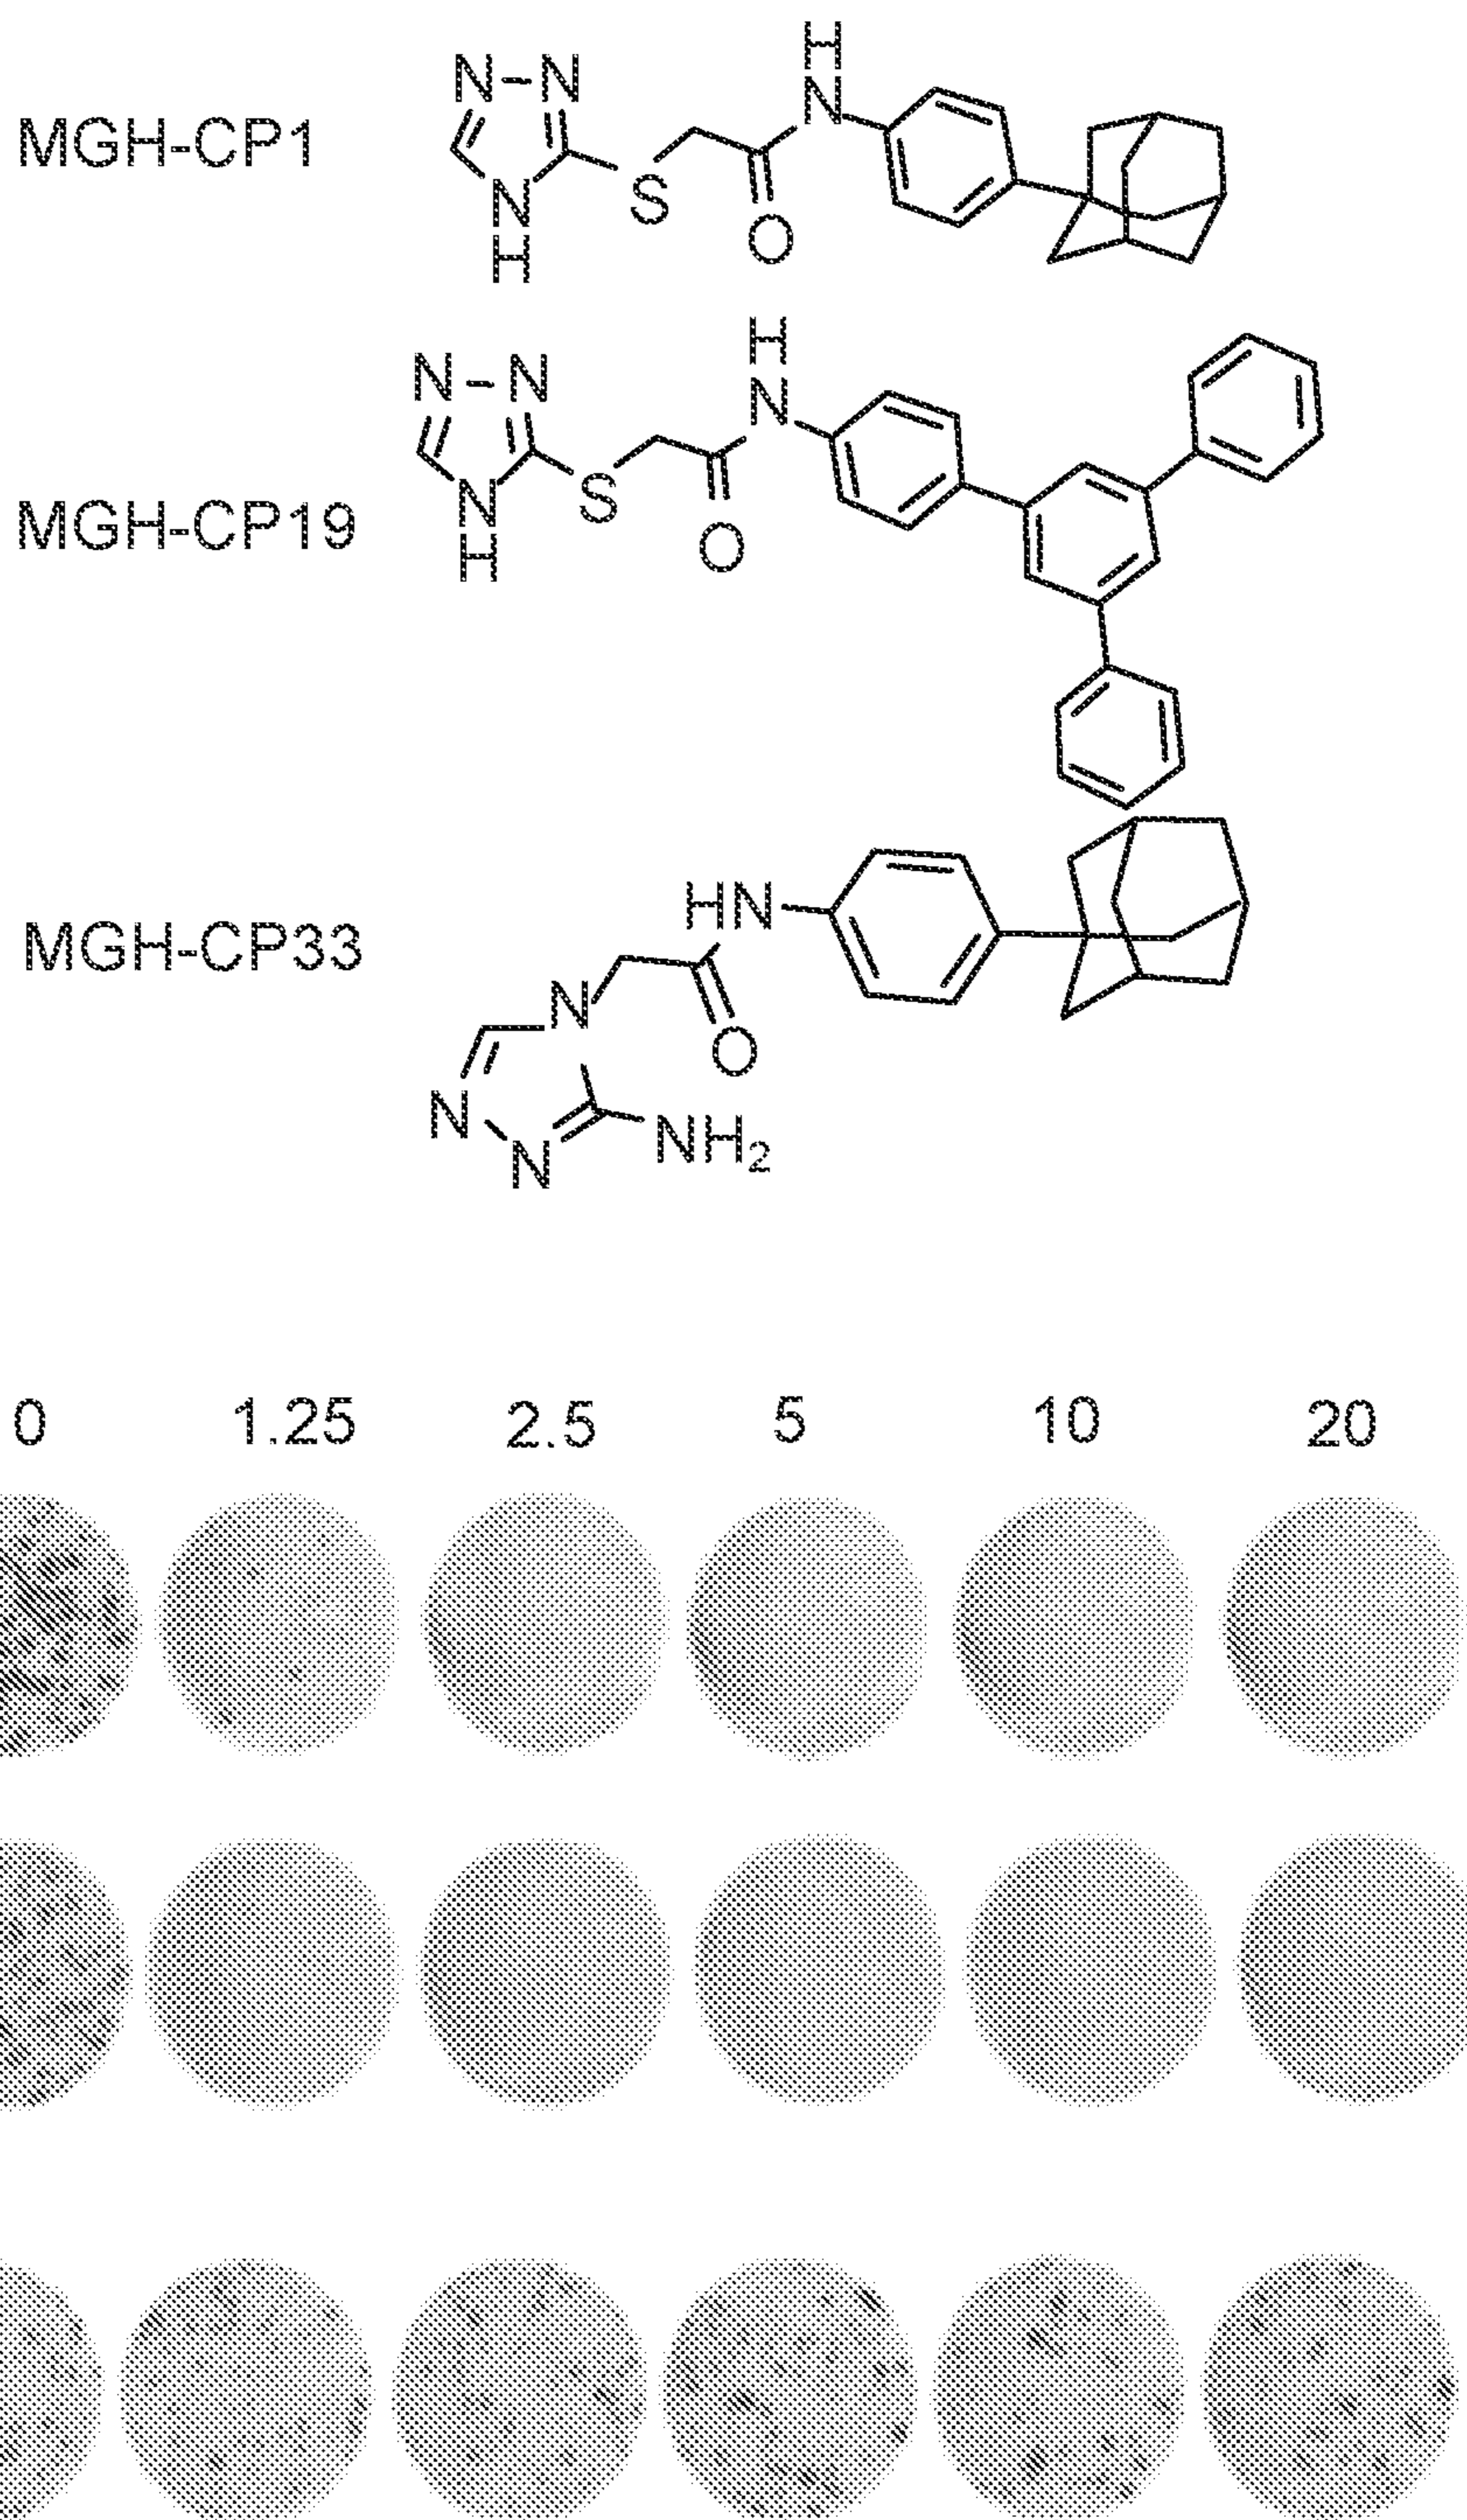 H
N-N N
MGH-CP1
S
N O
H
H
N-N N
MGH-CP19
N S O
H
HN
MGH-CP33
N
O
N NH2
N
0 1.25 2.5 5 10 20